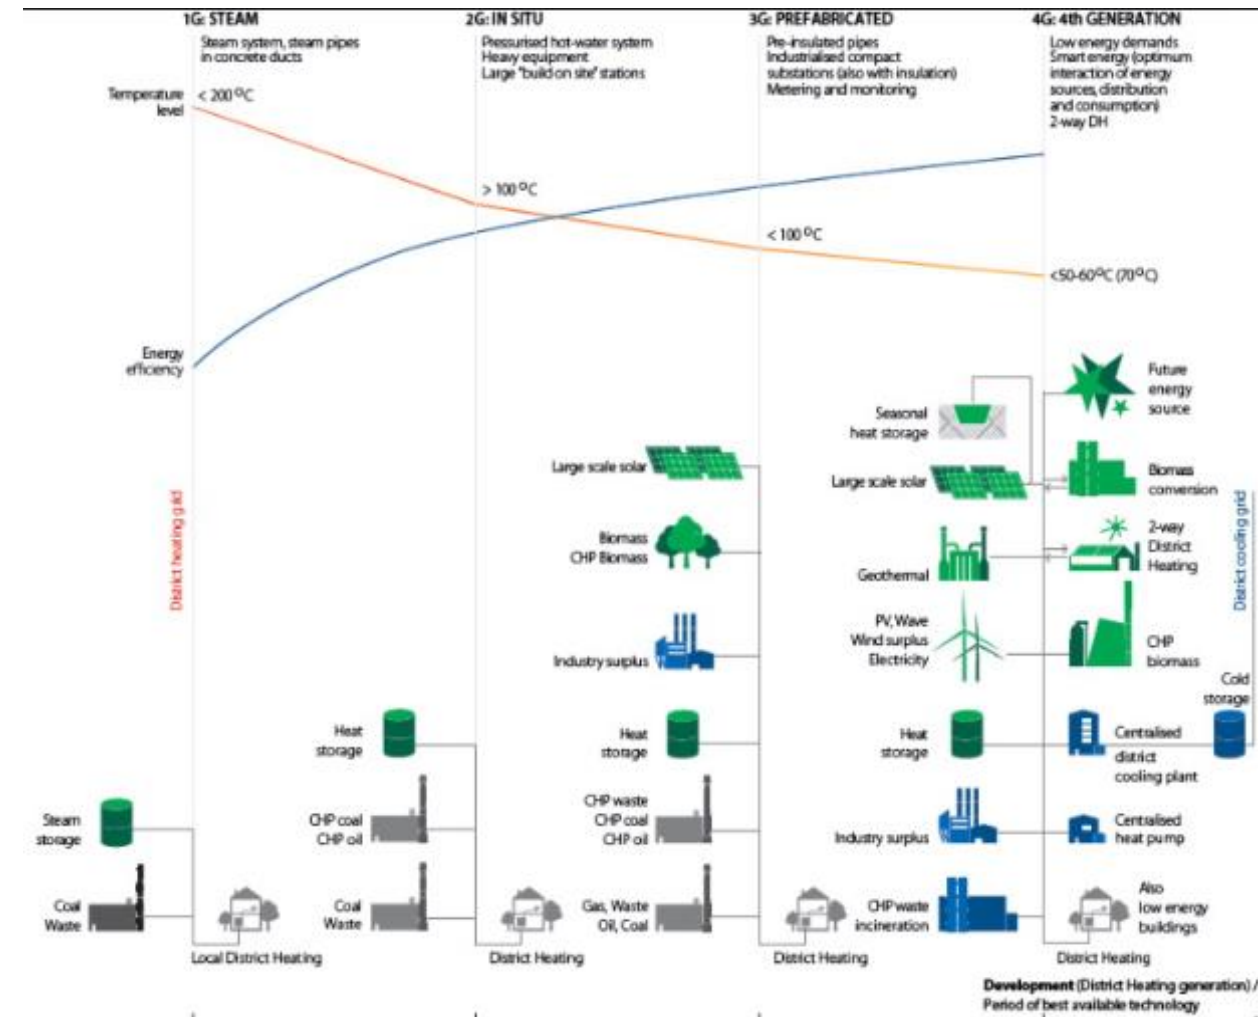 1G: STEAM
Steam system, steam pipes
in concrete ducts
2G: IN SITU
Pressurised hot-water system
Heavy equipment
Large "build on site" stations
3G: PREFABRICATED
Pre-insulated pipes
Industrialised compact
substations (also with insulation)
Metering and monitoring
4G: 4th GENERATION
Low energy demands
Smart energy (optimum
interaction of energy
sources, distribution
and consumption)
2-way DH
Temperature
level
< 200 °C
> 100 °C
< 100 °C
<50-60°C (70°C)
Energy
efficiency
District heating grid
Steam
storage
Coal
Waste
Local District Heating
Heat
storage
CHP coal
CHP oil
Coal
Waste
District Heating
Large scale solar
Biomass
CHP Biomass
Industry surplus
Heat
storage
CHP waste
CHP coal
CHP oil
Gas, Waste
Oil, Coal
District Heating
Seasonal
heat storage
Large scale solar
Geothermal
PV, Wave
Wind surplus
Electricity
Heat
storage
Industry surplus
CHP waste
incineration
Future
energy
source
Biomass
conversion
2-way
District
Heating
CHP
biomass
Cold
storage
Centralised
district
cooling plant
Centralised
heat pump
Also
low energy
buildings
District Heating
District cooling grid
Development (District Heating generation) /
Period of best available technology